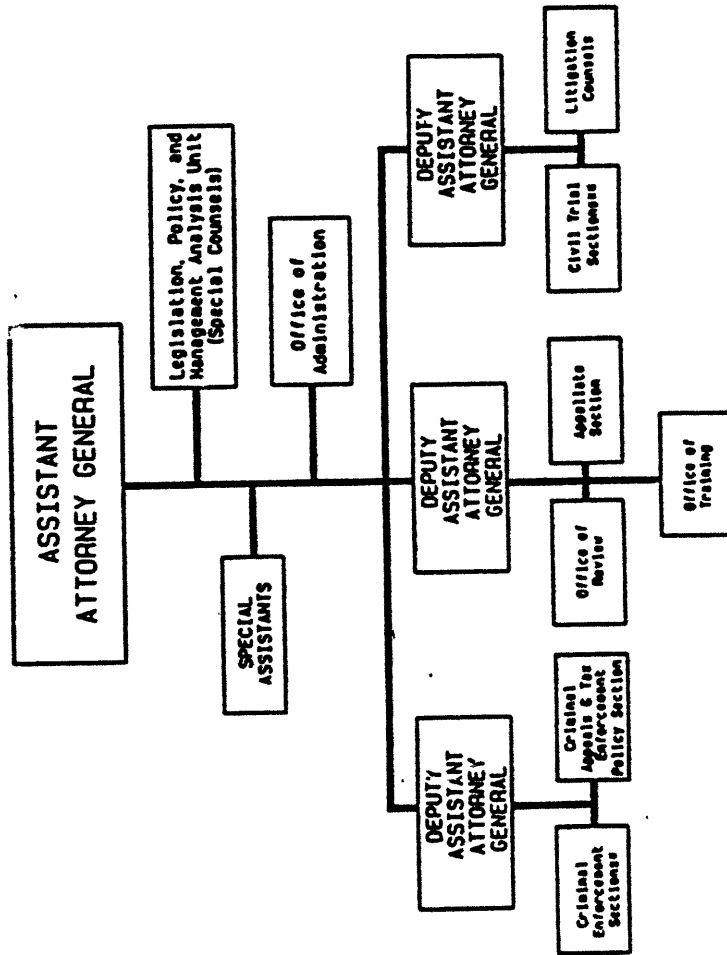 ASSISTANT
ATTORNEY GENERAL
Legislation, Policy, and
Management Analysis Unit
(Special Counsels)
SPECIAL
ASSISTANTS
Office of
Administration
DEPUTY
ASSISTANT
ATTORNEY
GENERAL
DEPUTY
ASSISTANT
ATTORNEY
GENERAL
DEPUTY
ASSISTANT
ATTORNEY
GENERAL
Criminal
Enforcement
Sections*
Criminal
Appeals & Tax
Enforcement
Policy Section
Office of
Review
Appellate
Section
Office of
Training
Civil Trial
Sections*
Litigation
Counsels